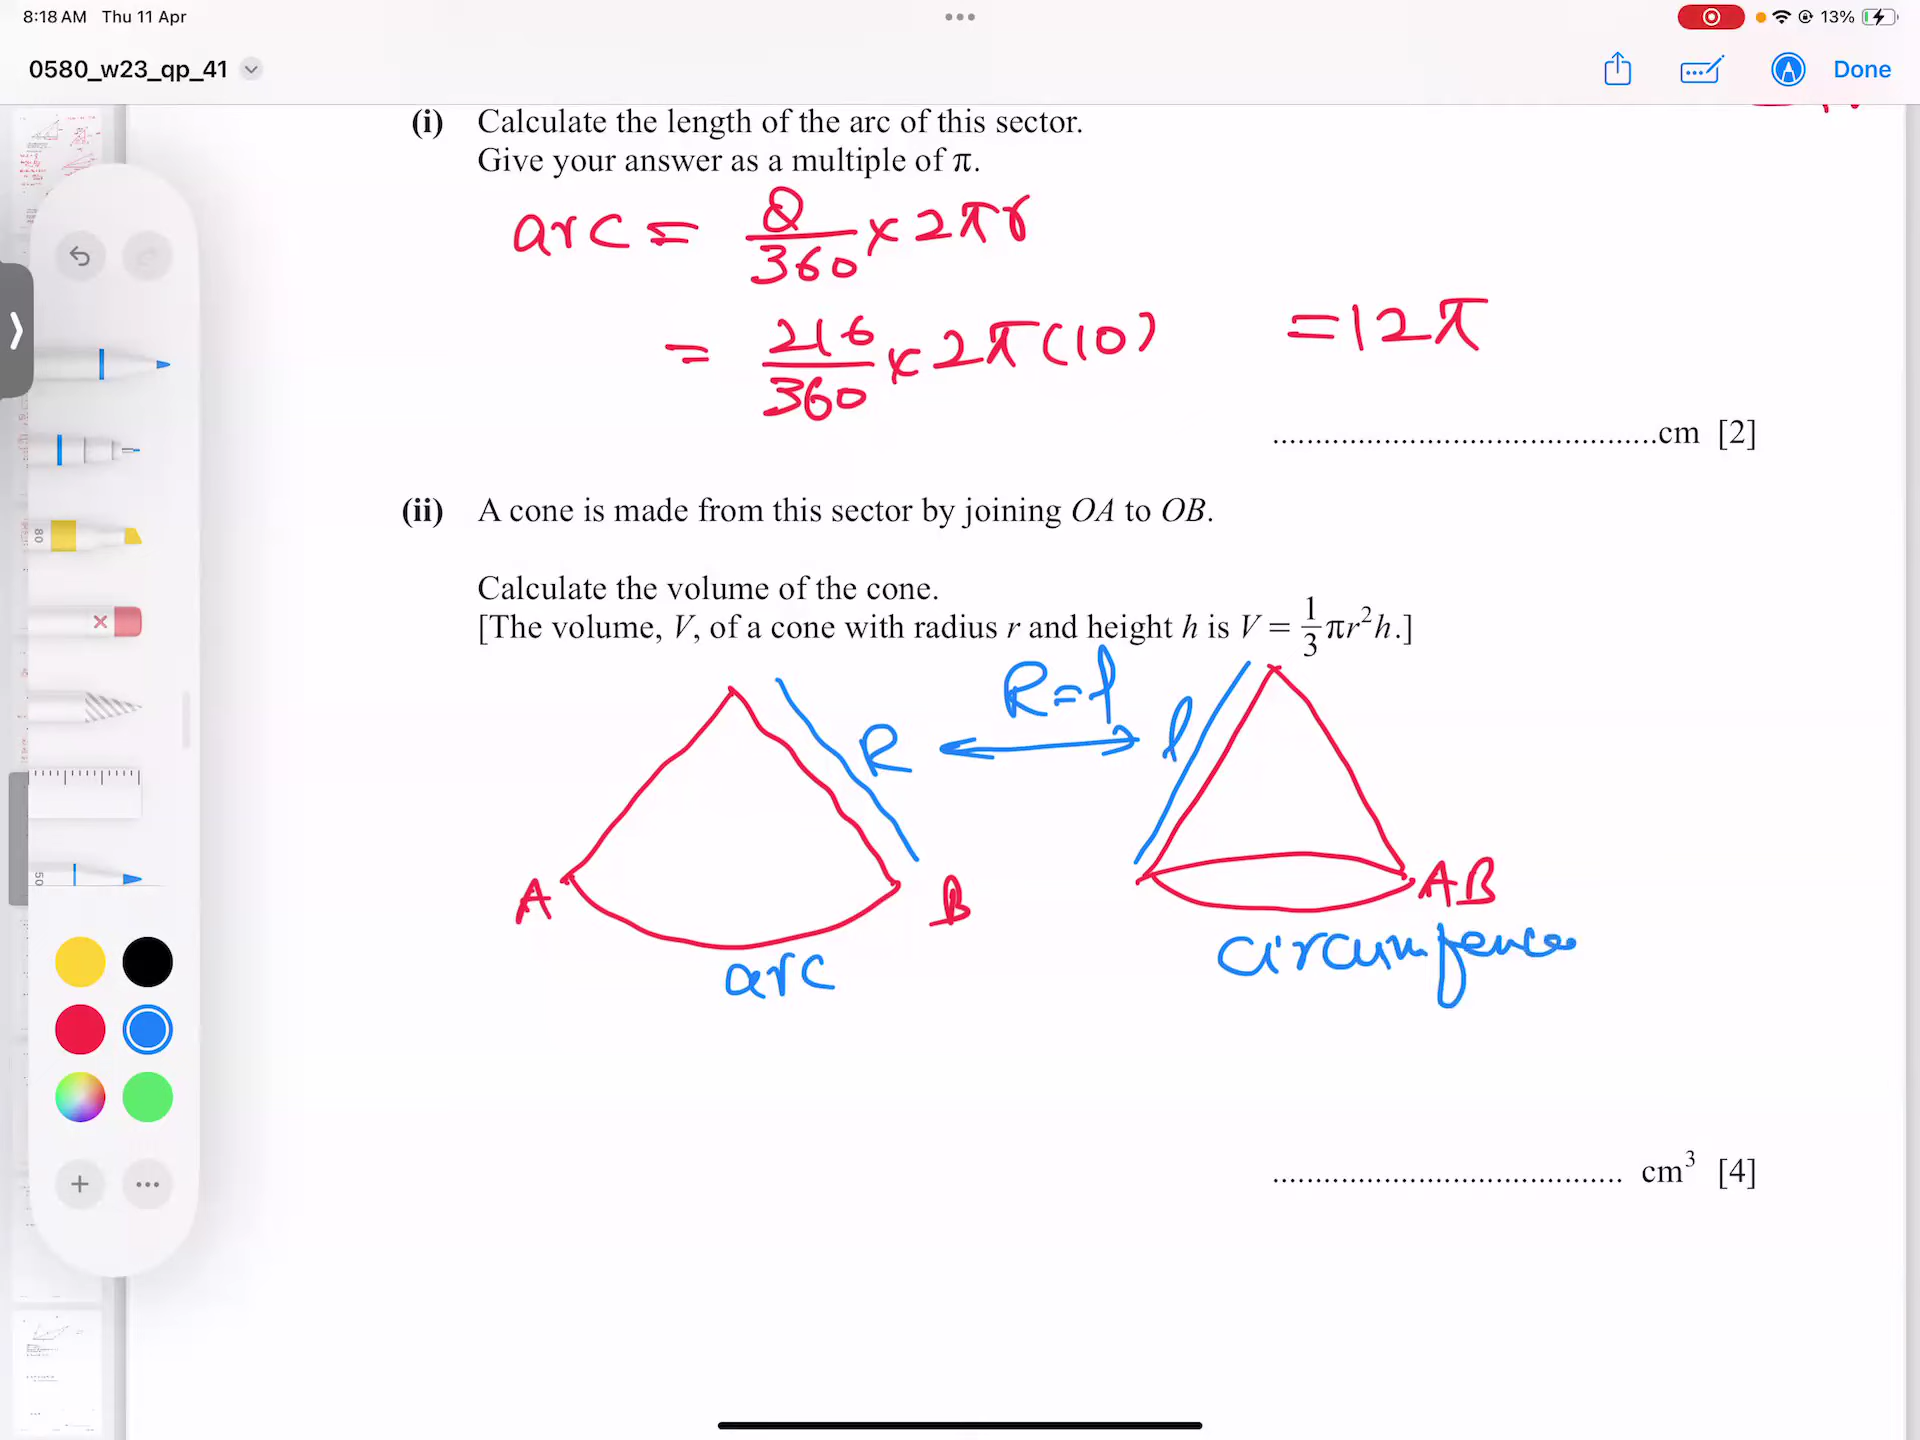 8:18 AM Thu 11 Apr
13%
0580_w23_qp_41
Done
(i) Calculate the length of the arc of this sector.
Give your answer as a multiple of π.
arc = θ/360 × 2πr
= 216/360 × 2π(10) = 12π
........................................cm [2]
(ii) A cone is made from this sector by joining OA to OB.
Calculate the volume of the cone.
[The volume, V, of a cone with radius r and height h is V = 1/3 πr²h.]
R = l
R
l
A
B
AB
arc
circumfence
........................................ cm³ [4]
80
50